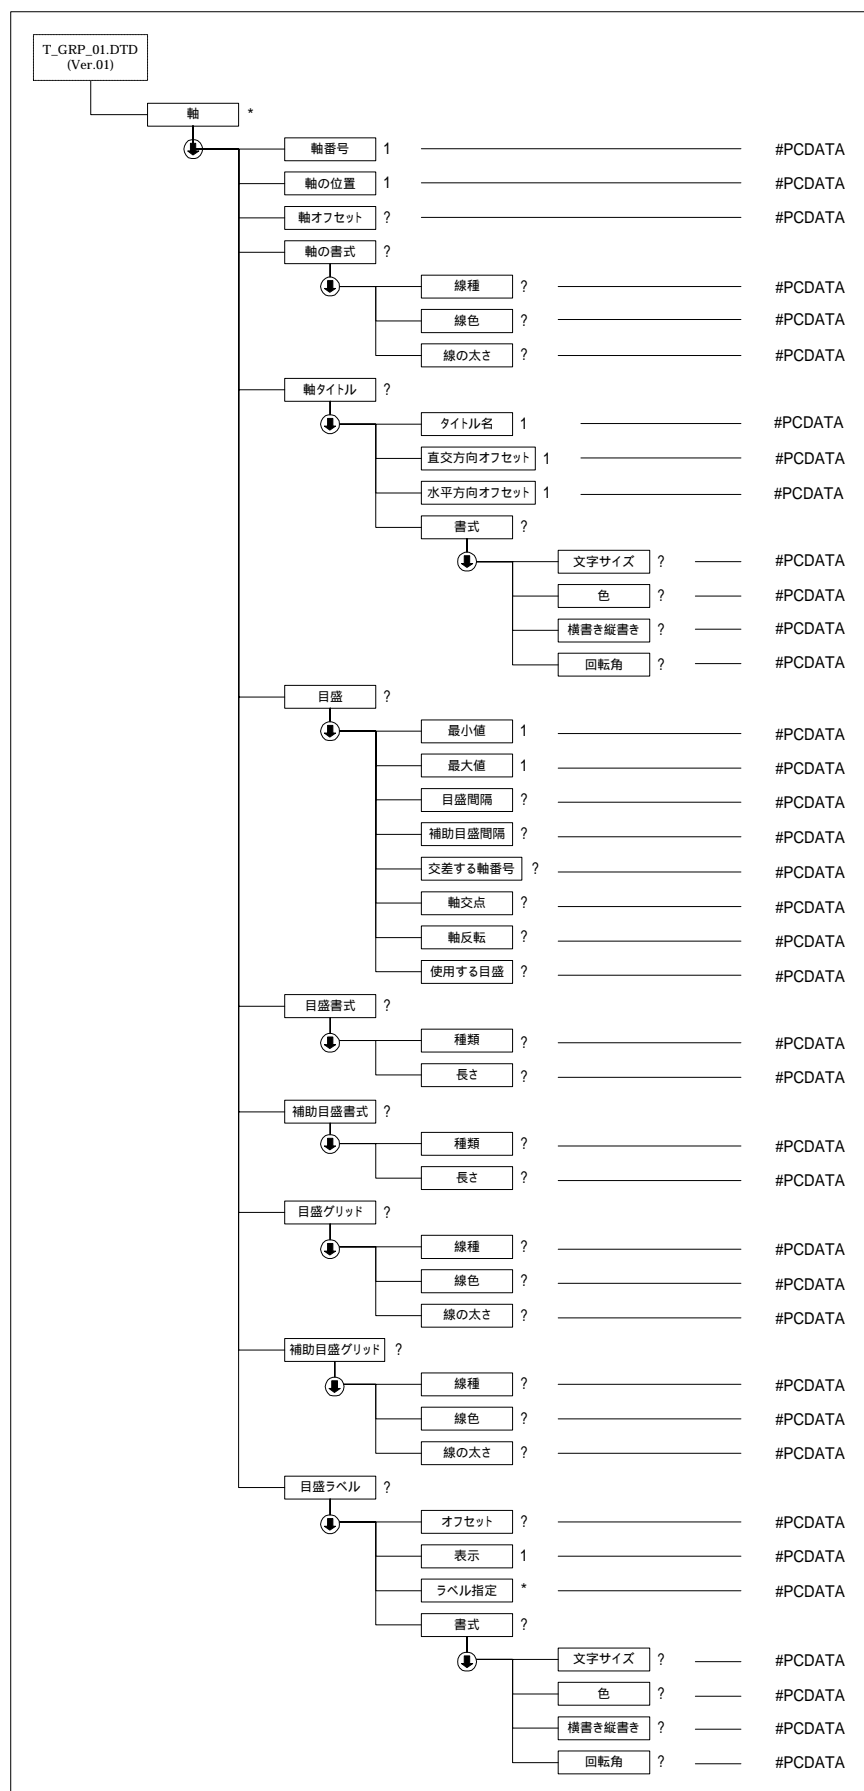 T_GRP_01.DTD
(Ver.01)
軸 *
軸番号 1 #PCDATA
軸の位置 1 #PCDATA
軸オフセット ? #PCDATA
軸の書式 ?
線種 ? #PCDATA
線色 ? #PCDATA
線の太さ ? #PCDATA
軸タイトル ?
タイトル名 1 #PCDATA
直交方向オフセット 1 #PCDATA
水平方向オフセット 1 #PCDATA
書式 ?
文字サイズ ? #PCDATA
色 ? #PCDATA
横書き縦書き ? #PCDATA
回転角 ? #PCDATA
目盛 ?
最小値 1 #PCDATA
最大値 1 #PCDATA
目盛間隔 ? #PCDATA
補助目盛間隔 ? #PCDATA
交差する軸番号 ? #PCDATA
軸交点 ? #PCDATA
軸反転 ? #PCDATA
使用する目盛 ? #PCDATA
目盛書式 ?
種類 ? #PCDATA
長さ ? #PCDATA
補助目盛書式 ?
種類 ? #PCDATA
長さ ? #PCDATA
目盛グリッド ?
線種 ? #PCDATA
線色 ? #PCDATA
線の太さ ? #PCDATA
補助目盛グリッド ?
線種 ? #PCDATA
線色 ? #PCDATA
線の太さ ? #PCDATA
目盛ラベル ?
オフセット ? #PCDATA
表示 1 #PCDATA
ラベル指定 * #PCDATA
書式 ?
文字サイズ ? #PCDATA
色 ? #PCDATA
横書き縦書き ? #PCDATA
回転角 ? #PCDATA